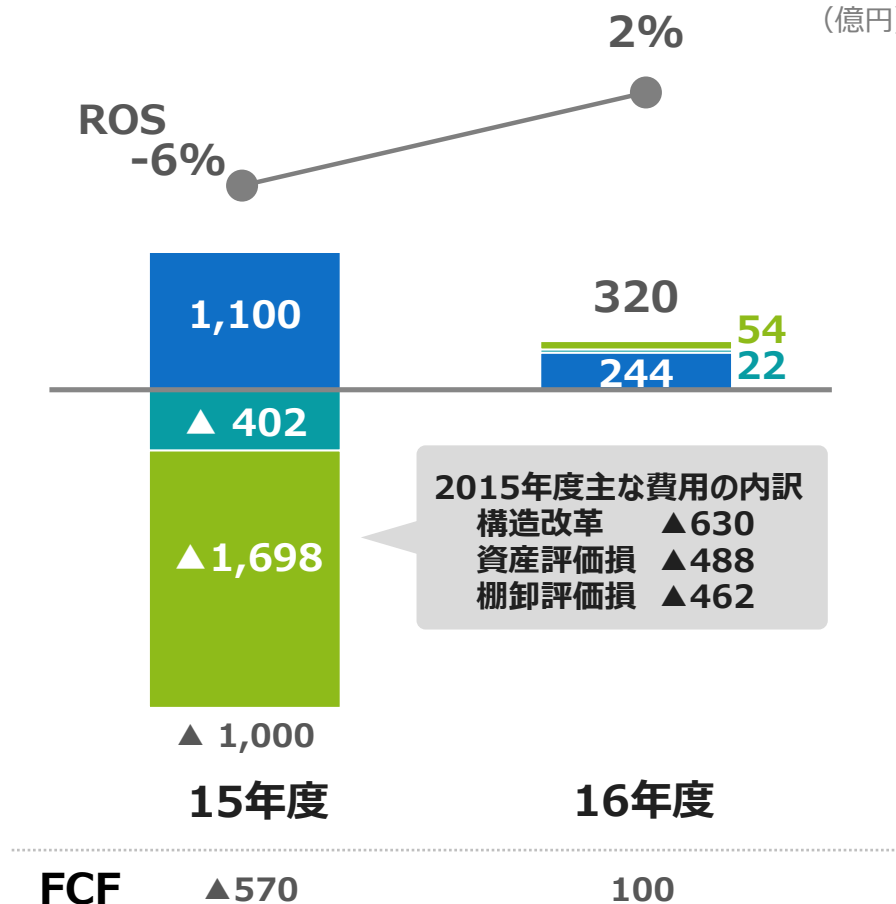 （億円）
2%
ROS
-6%
1,100
320
54
22
244
▲ 402
▲1,698
2015年度主な費用の内訳
構造改革 ▲630
資産評価損 ▲488
棚卸評価損 ▲462
▲ 1,000
15年度 16年度
FCF ▲570 100